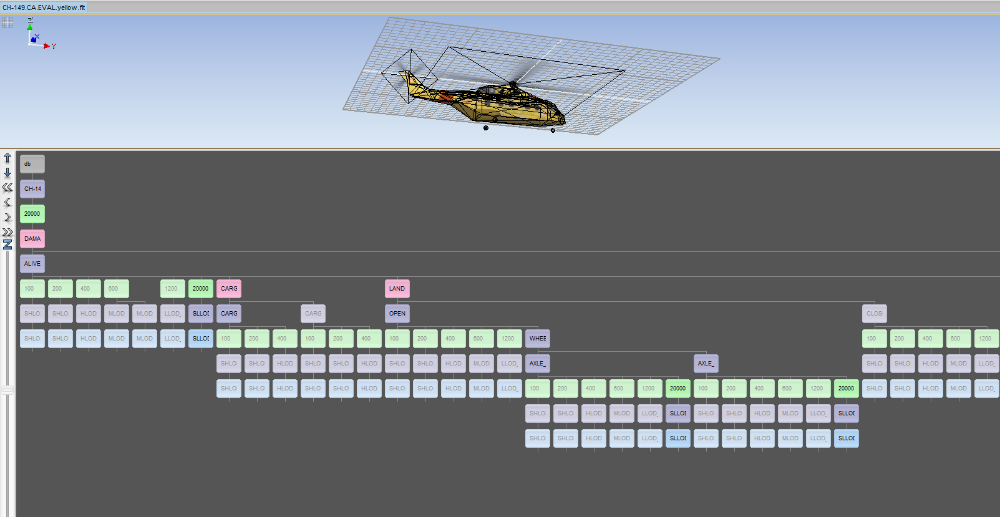 CH-149.CA.EVAL.yellow.flt
Z
X
Y
db
CH-14
20000
DAMA
ALIVE
100 200 400 600 1200 20000 CARG LAND
SHLO SHLO HLOD MLOD MLOD LLOD_ SLLOD CARG CARG OPEN CLOS
SHLO SHLO HLOD MLOD MLOD LLOD_ SLLOD 100 200 400 100 200 400 100 200 400 600 1200 WHEE 100 200 400 600 1200
SHLO SHLO HLOD SHLO SHLO HLOD SHLO SHLO HLOD MLOD LLOD_ AXLE_ AXLE_ SHLO SHLO HLOD MLOD LLOD_
SHLO SHLO HLOD SHLO SHLO HLOD SHLO SHLO HLOD MLOD LLOD_ 100 200 400 600 1200 20000 100 200 400 600 1200 20000 SHLO SHLO HLOD MLOD LLOD_
SHLO SHLO HLOD MLOD LLOD_ SLLOD SHLO SHLO HLOD MLOD LLOD_ SLLOD
SHLO SHLO HLOD MLOD LLOD_ SLLOD SHLO SHLO HLOD MLOD LLOD_ SLLOD